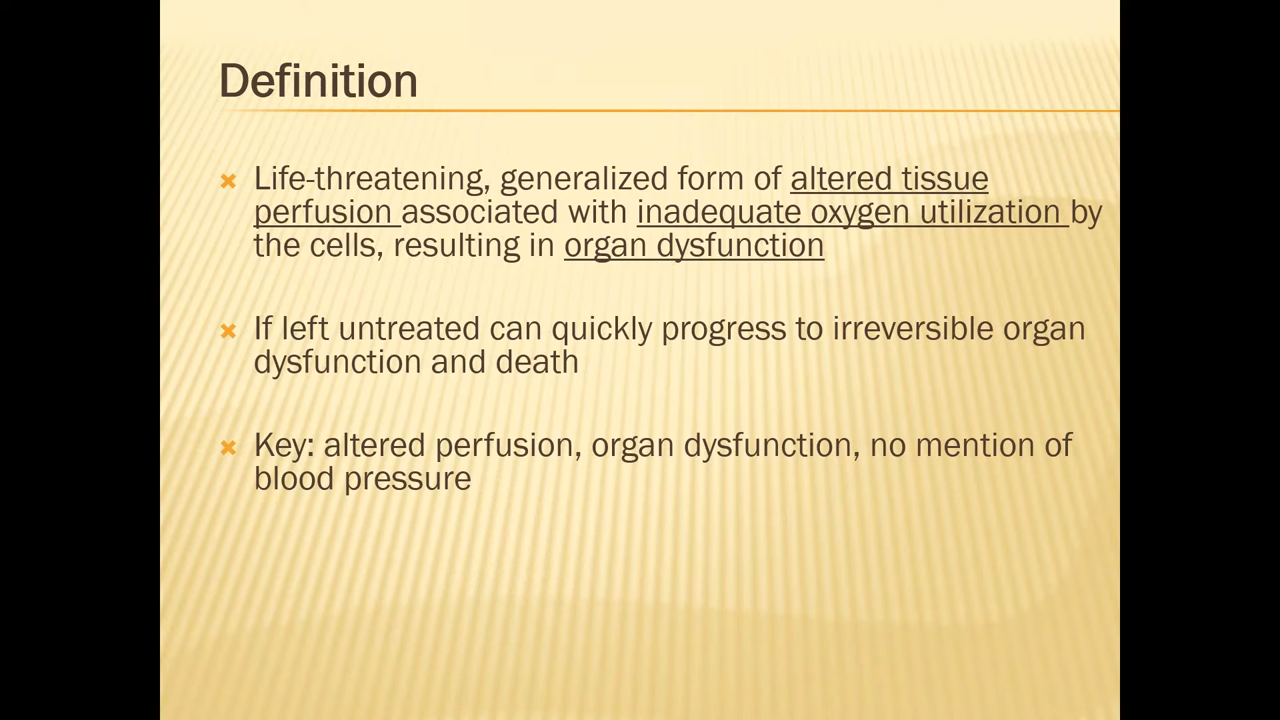 Definition
Life-threatening, generalized form of altered tissue
perfusion associated with inadequate oxygen utilization by
the cells, resulting in organ dysfunction
If left untreated can quickly progress to irreversible organ
dysfunction and death
Key: altered perfusion, organ dysfunction, no mention of
blood pressure